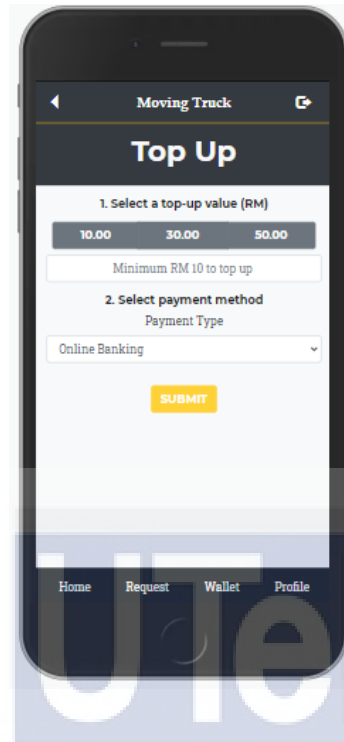 Moving Truck
Top Up
1. Select a top-up value (RM)
10.00 30.00 50.00
Minimum RM 10 to top up
2. Select payment method
Payment Type
Online Banking
SUBMIT
Home Request Wallet Profile
UTe